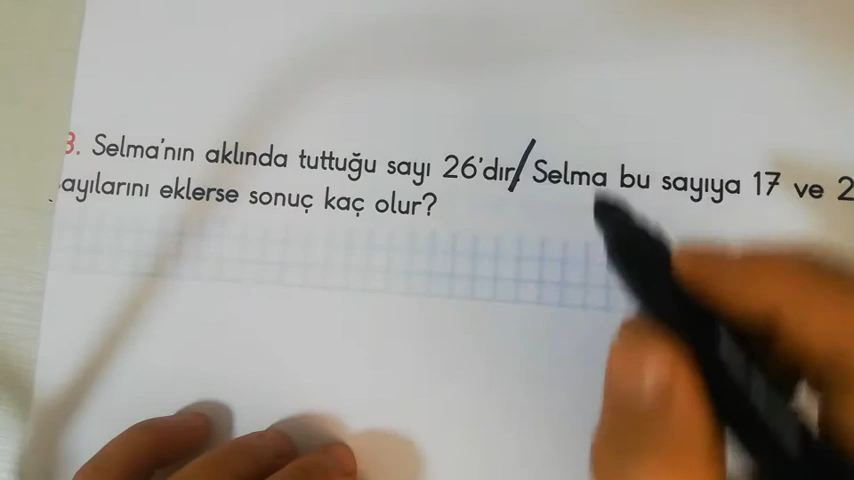 3. Selma'nın aklında tuttuğu sayı 26'dır/Selma bu sayıya 17 ve 2
ayılarını eklerse sonuç kaç olur?